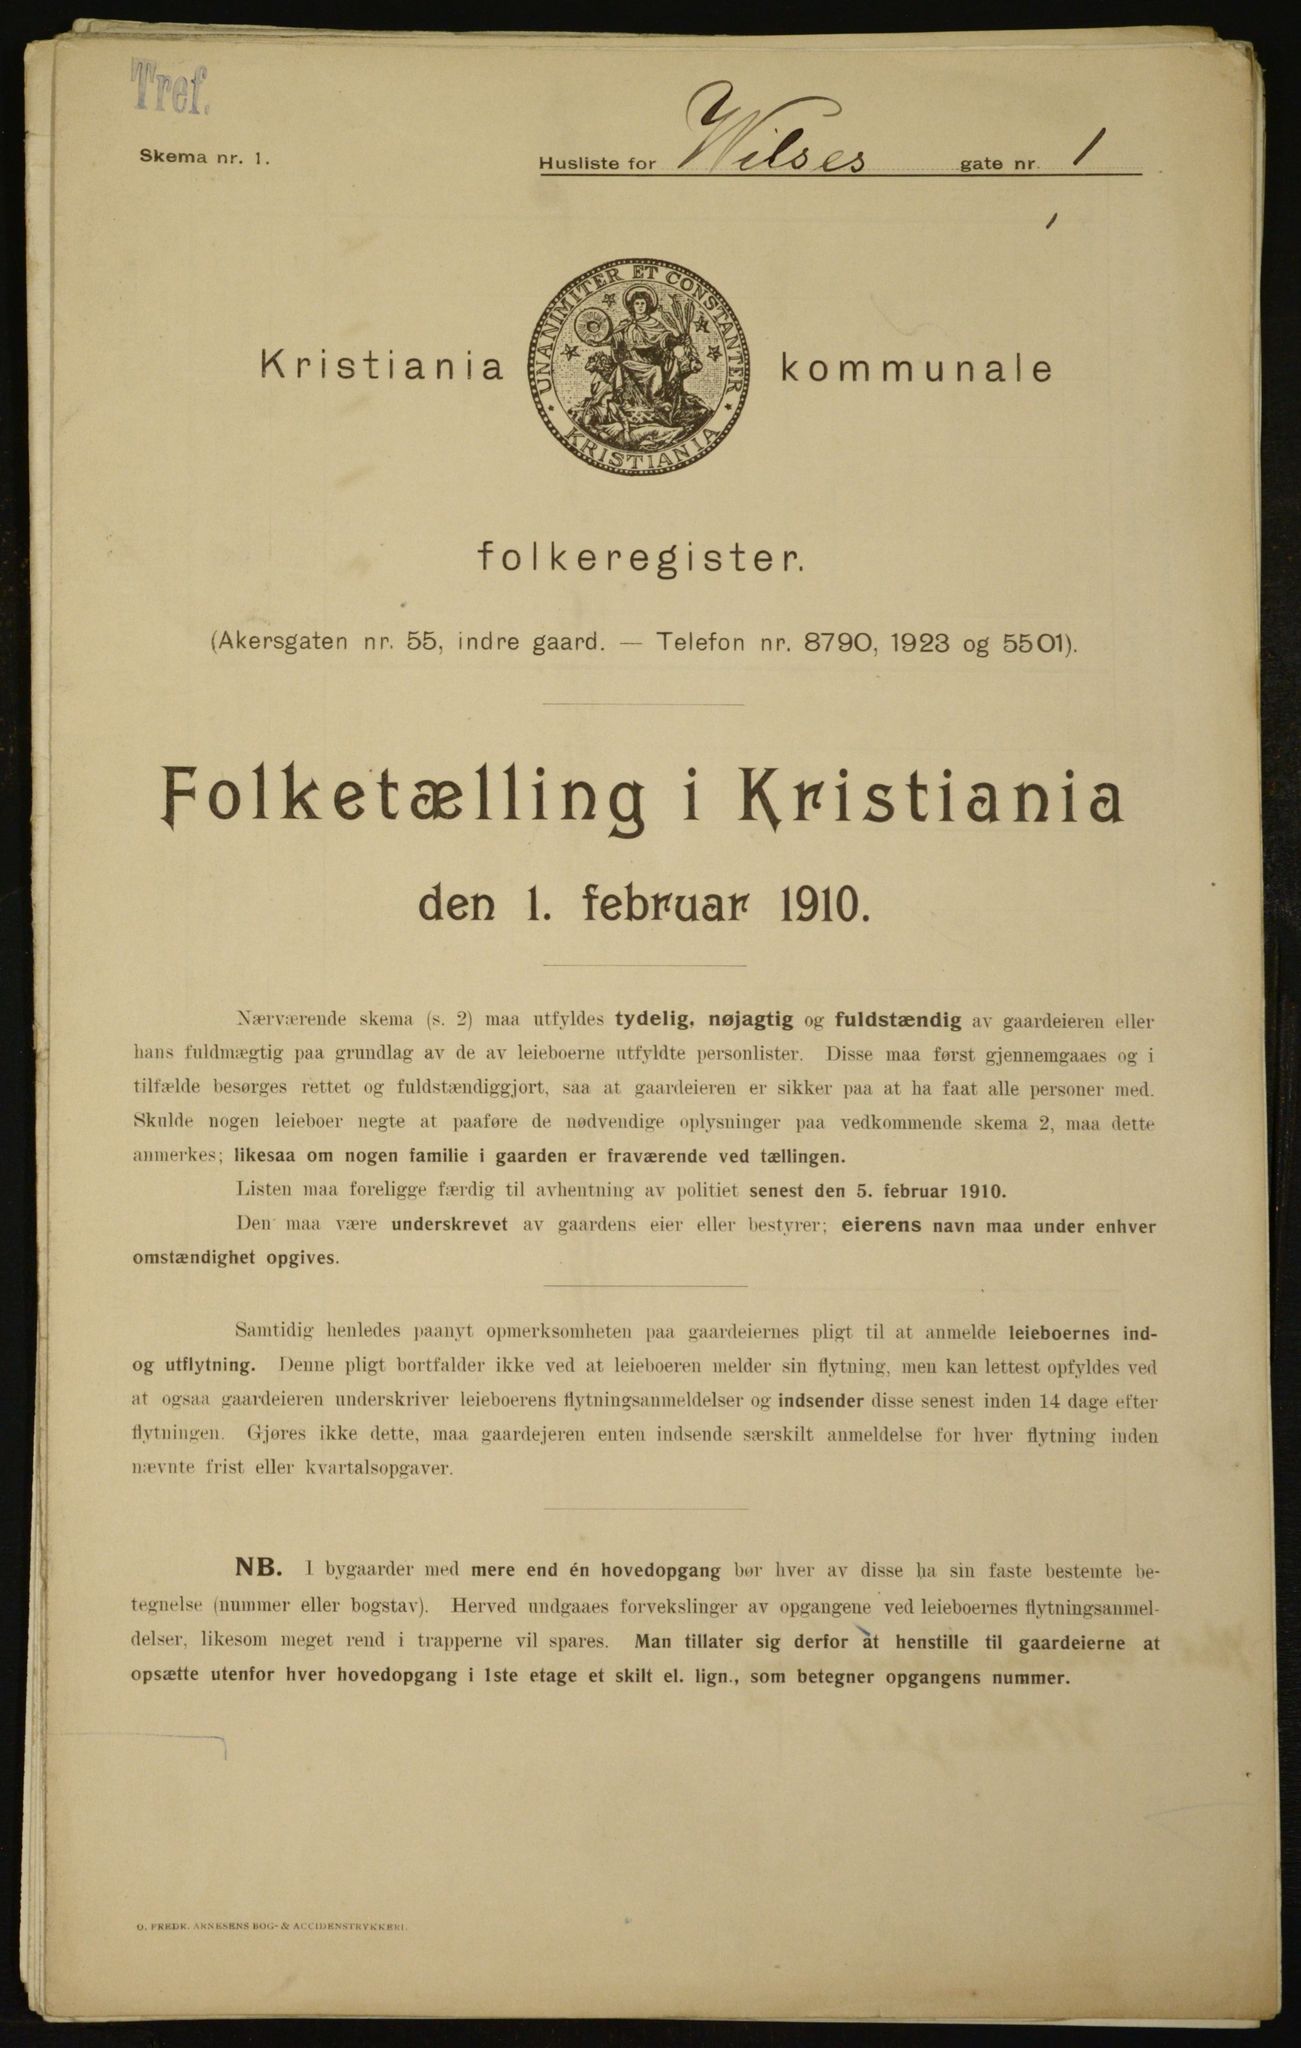 Tref.
Skema nr. 1.
Husliste for Wilses gate nr. 1
1
UNANIMITER ET CONSTANTER
KRISTIANIA
Kristiania kommunale
folkeregister.
(Akersgaten nr. 55, indre gaard. — Telefon nr. 8790, 1923 og 5501).
Folketælling i Kristiania
den 1. februar 1910.
Nærværende skema (s. 2) maa utfyldes tydelig, nøjagtig og fuldstændig av gaardeieren eller
hans fuldmægtig paa grundlag av de av leieboerne utfyldte personlister. Disse maa først gjennemgaaes og i
tilfælde besørges rettet og fuldstændiggjort, saa at gaardeieren er sikker paa at ha faat alle personer med.
Skulde nogen leieboer negte at paaføre de nødvendige oplysninger paa vedkommende skema 2, maa dette
anmerkes; likesaa om nogen familie i gaarden er fraværende ved tællingen.
Listen maa foreligge færdig til avhentning av politiet senest den 5. februar 1910.
Den maa være underskrevet av gaardens eier eller bestyrer; eierens navn maa under enhver
omstændighet opgives.
Samtidig henledes paanyt opmerksomheten paa gaardeiernes pligt til at anmelde leieboernes ind-
og utflytning. Denne pligt bortfalder ikke ved at leieboeren melder sin flytning, men kan lettest opfyldes ved
at ogsaa gaardeieren underskriver leieboerens flytningsanmeldelser og indsender disse senest inden 14 dage efter
flytningen. Gjøres ikke dette, maa gaardejeren enten indsende særskilt anmeldelse for hver flytning inden
nævnte frist eller kvartalsopgaver.
NB. I bygaarder med mere end én hovedopgang bør hver av disse ha sin faste bestemte be-
tegnelse (nummer eller bogstav). Herved undgaaes forvekslinger av opgangene ved leieboernes flytningsanmel-
delser, likesom meget rend i trapperne vil spares. Man tillater sig derfor at henstille til gaardeierne at
opsætte utenfor hver hovedopgang i 1ste etage et skilt el. lign., som betegner opgangens nummer.
O. FREDK. ARNESENS BOG- & ACCIDENSTRYKKERI.